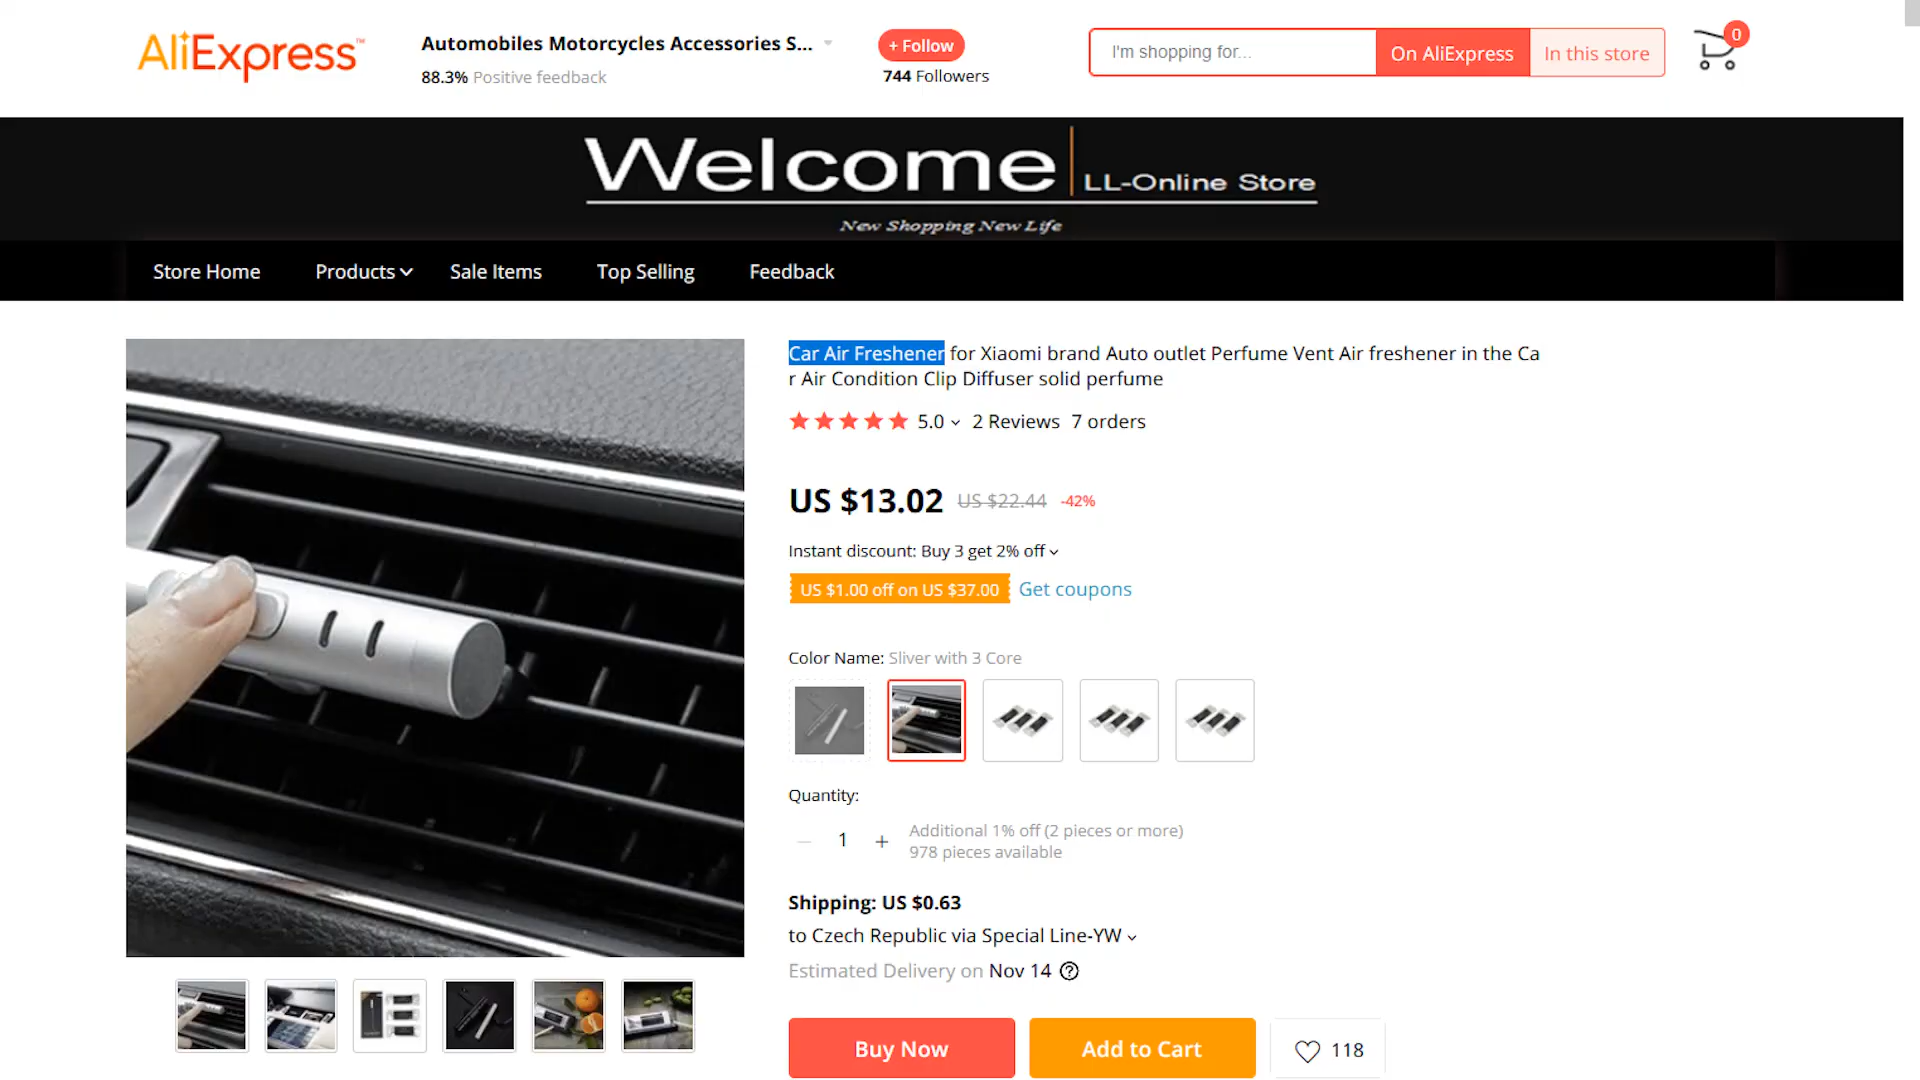 AliExpress™
Automobiles Motorcycles Accessories S...
88.3% Positive feedback
+ Follow
744 Followers
I'm shopping for...
On AliExpress
In this store
0
Welcome
LL-Online Store
New Shopping New Life
Store Home
Products
Sale Items
Top Selling
Feedback
Car Air Freshener for Xiaomi brand Auto outlet Perfume Vent Air freshener in the Ca
r Air Condition Clip Diffuser solid perfume
5.0 2 Reviews 7 orders
US $13.02 US $22.44 -42%
Instant discount: Buy 3 get 2% off
US $1.00 off on US $37.00 Get coupons
Color Name: Sliver with 3 Core
Quantity:
1
+
Additional 1% off (2 pieces or more)
978 pieces available
Shipping: US $0.63
to Czech Republic via Special Line-YW
Estimated Delivery on Nov 14 ?
Buy Now
Add to Cart
118